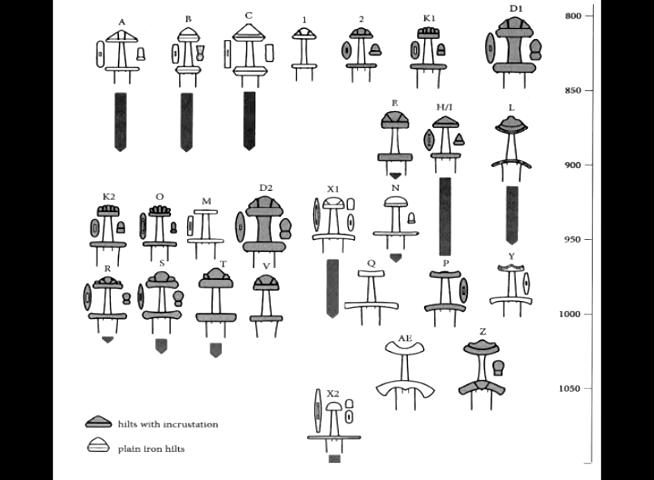 A B C 1 2 K1 D1 800
850
E H/I L
900
K2 O M D2 X1 N
950
R S T V Q P Y
1000
AE Z
1050
X2
hilts with incrustation
plain iron hilts